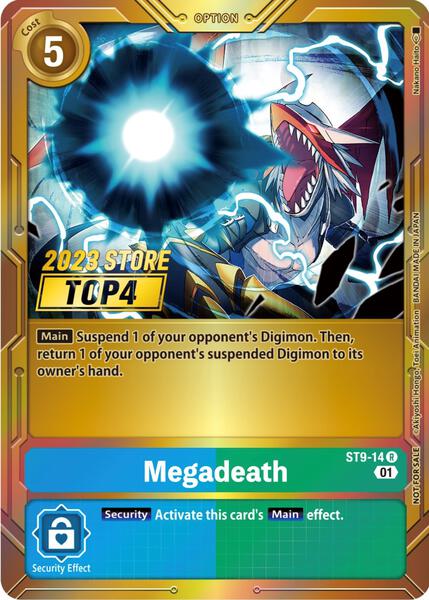 OPTION
Cost
5
Nakano Haito
2023 STORE
TOP4
Main Suspend 1 of your opponent's Digimon. Then,
return 1 of your opponent's suspended Digimon to its
owner's hand.
©Akiyoshi Hongo, Toei Animation BANDAI MADE IN JAPAN
NOT FOR SALE
Megadeath
ST9-14 R
01
Security Activate this card's Main effect.
Security Effect